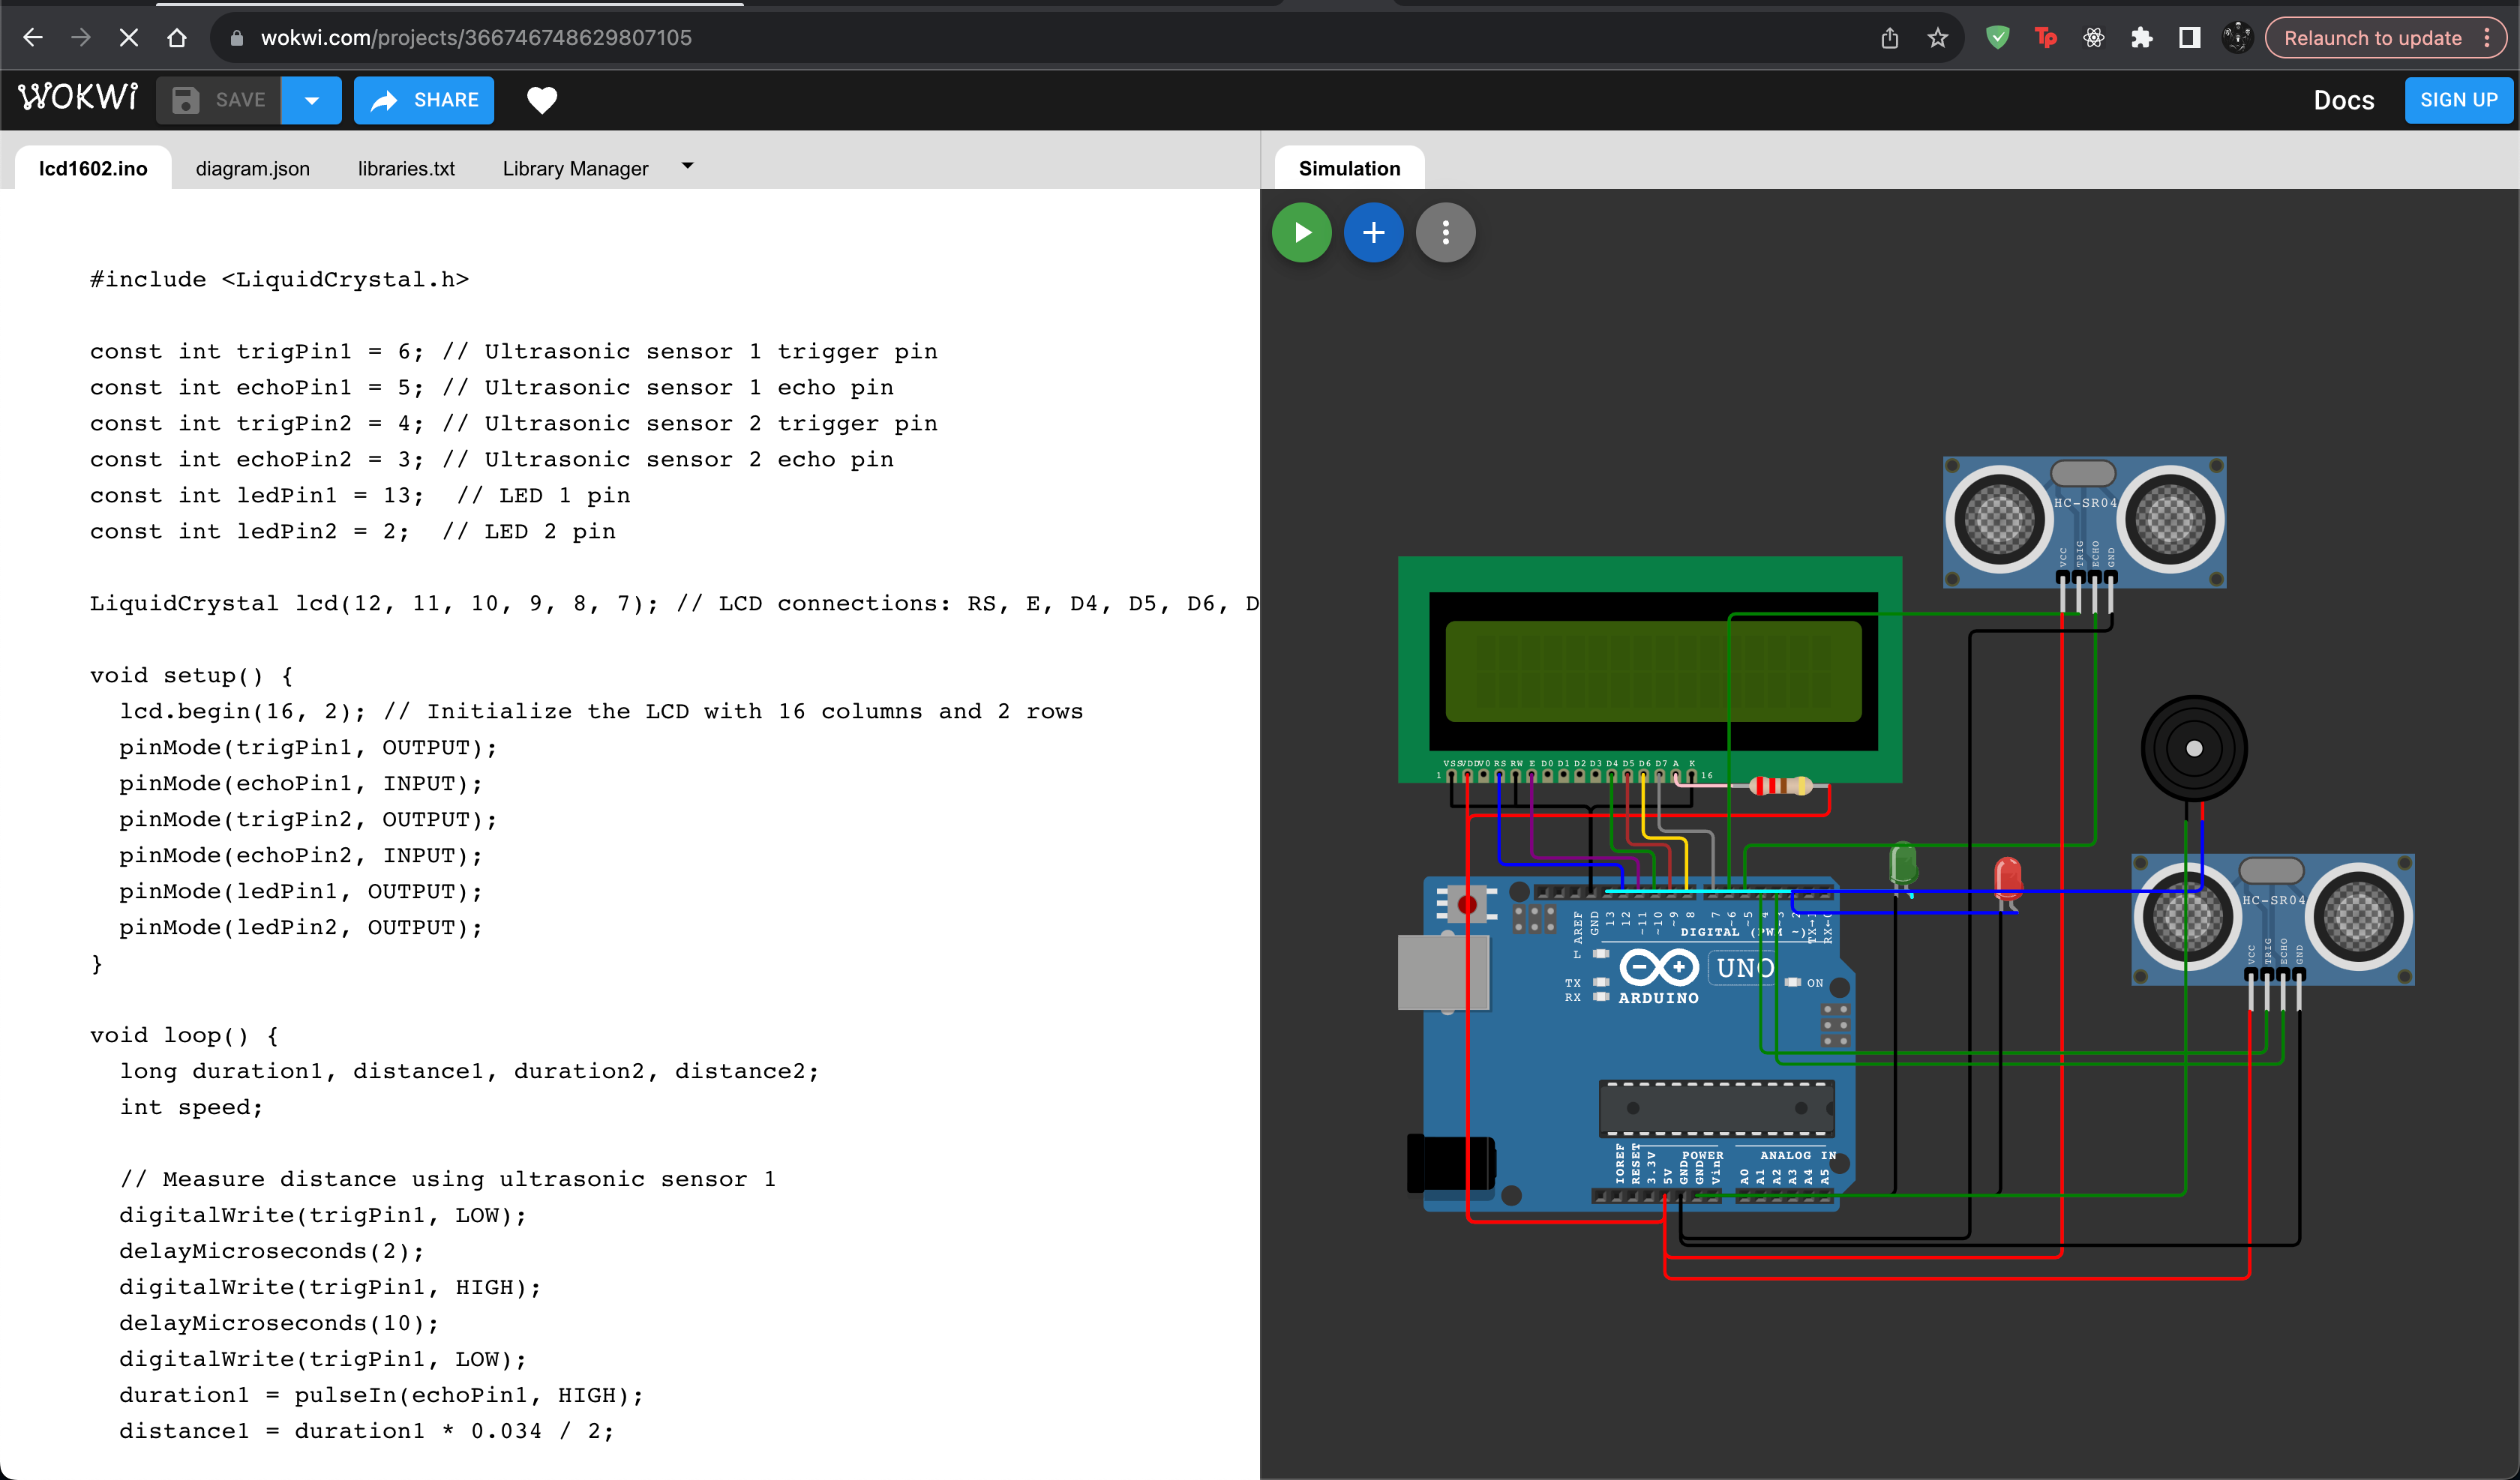 wokwi.com/projects/366746748629807105
Relaunch to update
WOKWi
SAVE
SHARE
Docs
SIGN UP
lcd1602.ino
diagram.json
libraries.txt
Library Manager
Simulation
#include <LiquidCrystal.h>
const int trigPin1 = 6; // Ultrasonic sensor 1 trigger pin
const int echoPin1 = 5; // Ultrasonic sensor 1 echo pin
const int trigPin2 = 4; // Ultrasonic sensor 2 trigger pin
const int echoPin2 = 3; // Ultrasonic sensor 2 echo pin
const int ledPin1 = 13;  // LED 1 pin
const int ledPin2 = 2;  // LED 2 pin
LiquidCrystal lcd(12, 11, 10, 9, 8, 7); // LCD connections: RS, E, D4, D5, D6, D
void setup() {
  lcd.begin(16, 2); // Initialize the LCD with 16 columns and 2 rows
  pinMode(trigPin1, OUTPUT);
  pinMode(echoPin1, INPUT);
  pinMode(trigPin2, OUTPUT);
  pinMode(echoPin2, INPUT);
  pinMode(ledPin1, OUTPUT);
  pinMode(ledPin2, OUTPUT);
}
void loop() {
  long duration1, distance1, duration2, distance2;
  int speed;
  // Measure distance using ultrasonic sensor 1
  digitalWrite(trigPin1, LOW);
  delayMicroseconds(2);
  digitalWrite(trigPin1, HIGH);
  delayMicroseconds(10);
  digitalWrite(trigPin1, LOW);
  duration1 = pulseIn(echoPin1, HIGH);
  distance1 = duration1 * 0.034 / 2;
HC-SR04
VCC TRIG ECHO GND
VSS VDD V0 RS RW E D0 D1 D2 D3 D4 D5 D6 D7 A K
1 16
HC-SR04
VCC TRIG ECHO GND
AREF GND 13 12 ~11 ~10 ~9 8 7 ~6 ~5 4 ~3 2 TX→1 RX←0
DIGITAL (PWM ~)
L
TX
RX
UNO
ON
ARDUINO
IOREF RESET 3.3V 5V GND GND Vin
POWER
ANALOG IN
A0 A1 A2 A3 A4 A5